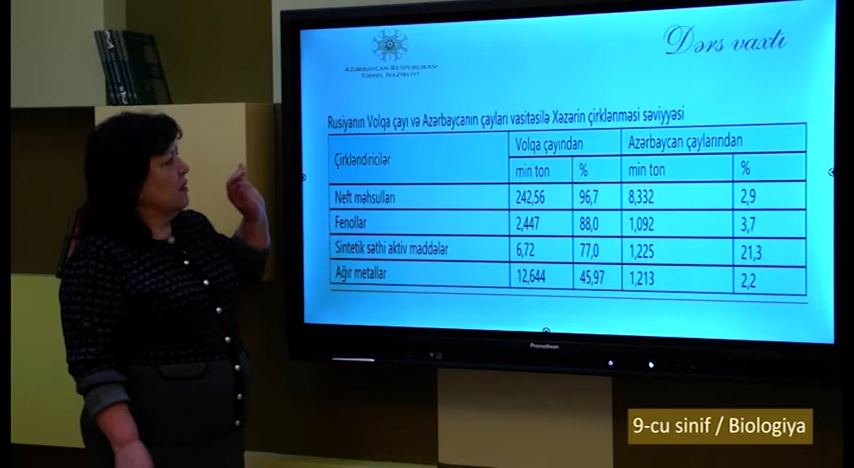 AZƏRBAYCAN RESPUBLİKASI
TƏHSİL NAZİRLİYİ
Dərs vaxtı
Rusiyanın Volqa çayı və Azərbaycanın çayları vasitəsilə Xəzərin çirklənməsi səviyyəsi
Çirkləndiricilər Volqa çayından Azərbaycan çaylarından
min ton % min ton %
Neft məhsulları 242,56 96,7 8,332 2,9
Fenollar 2,447 88,0 1,092 3,7
Sintetik səthi aktiv maddələr 6,72 77,0 1,225 21,3
Ağır metallar 12,644 45,97 1,213 2,2
Promethean
9-cu sinif / Biologiya